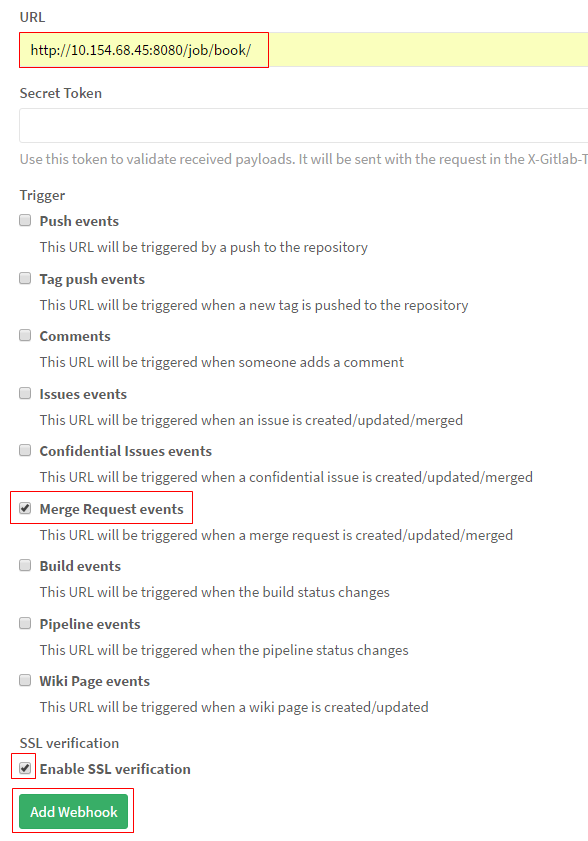 URL
http://10.154.68.45:8080/job/book/
Secret Token
Use this token to validate received payloads. It will be sent with the request in the X-Gitlab-T
Trigger
Push events
This URL will be triggered by a push to the repository
Tag push events
This URL will be triggered when a new tag is pushed to the repository
Comments
This URL will be triggered when someone adds a comment
Issues events
This URL will be triggered when an issue is created/updated/merged
Confidential Issues events
This URL will be triggered when a confidential issue is created/updated/merged
Merge Request events
This URL will be triggered when a merge request is created/updated/merged
Build events
This URL will be triggered when the build status changes
Pipeline events
This URL will be triggered when the pipeline status changes
Wiki Page events
This URL will be triggered when a wiki page is created/updated
SSL verification
Enable SSL verification
Add Webhook